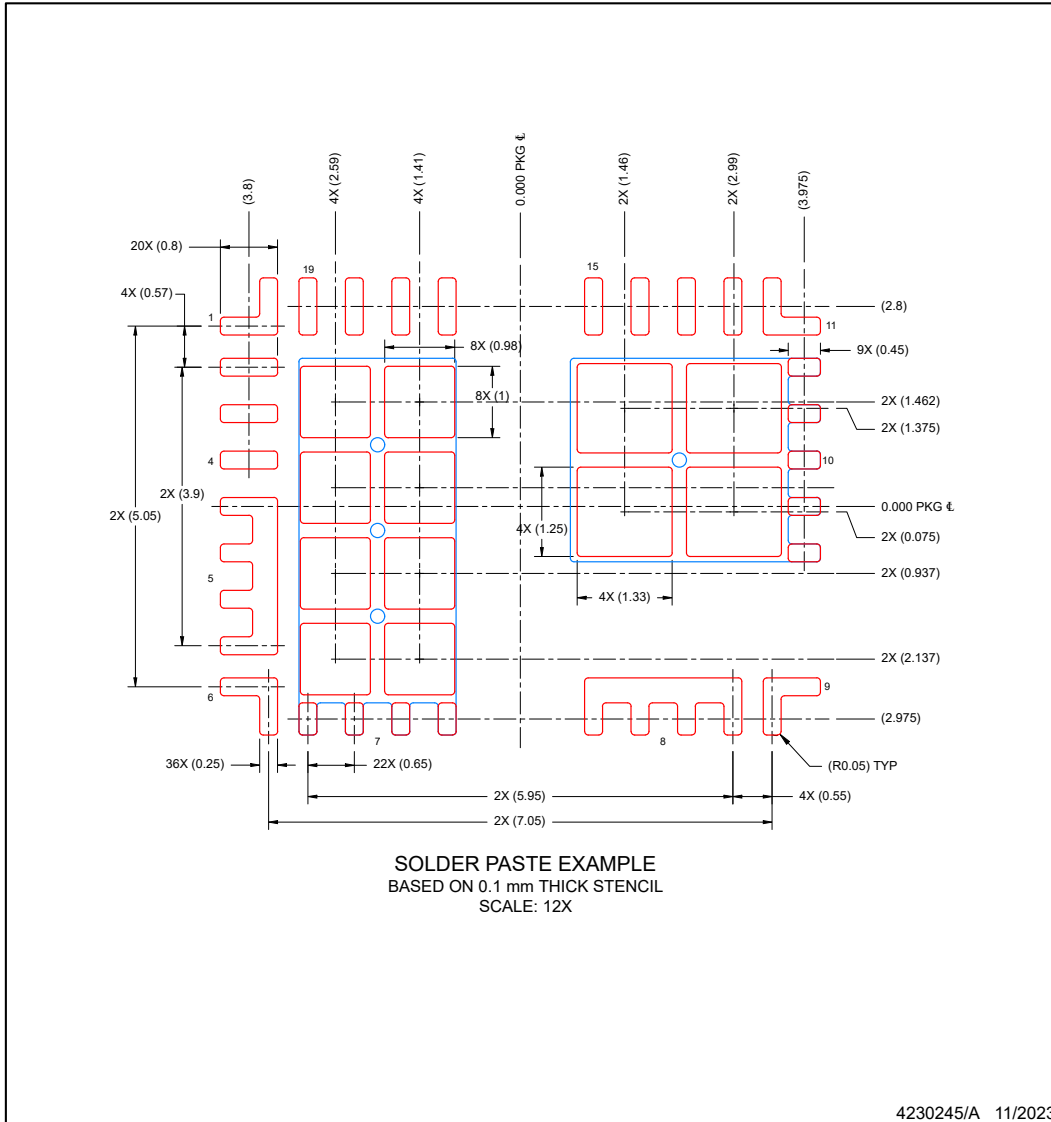 (3.8)
4X (2.59)
4X (1.41)
0.000 PKG ℄
2X (1.46)
2X (2.99)
(3.975)
20X (0.8)
19
15
4X (0.57)
(2.8)
1
11
8X (0.98)
9X (0.45)
8X (1)
2X (1.462)
2X (1.375)
4
10
2X (3.9)
0.000 PKG ℄
2X (5.05)
4X (1.25)
2X (0.075)
5
2X (0.937)
4X (1.33)
2X (2.137)
6
9
(2.975)
7
8
36X (0.25)
22X (0.65)
(R0.05) TYP
2X (5.95)
4X (0.55)
2X (7.05)
SOLDER PASTE EXAMPLE
BASED ON 0.1 mm THICK STENCIL
SCALE: 12X
4230245/A 11/2023